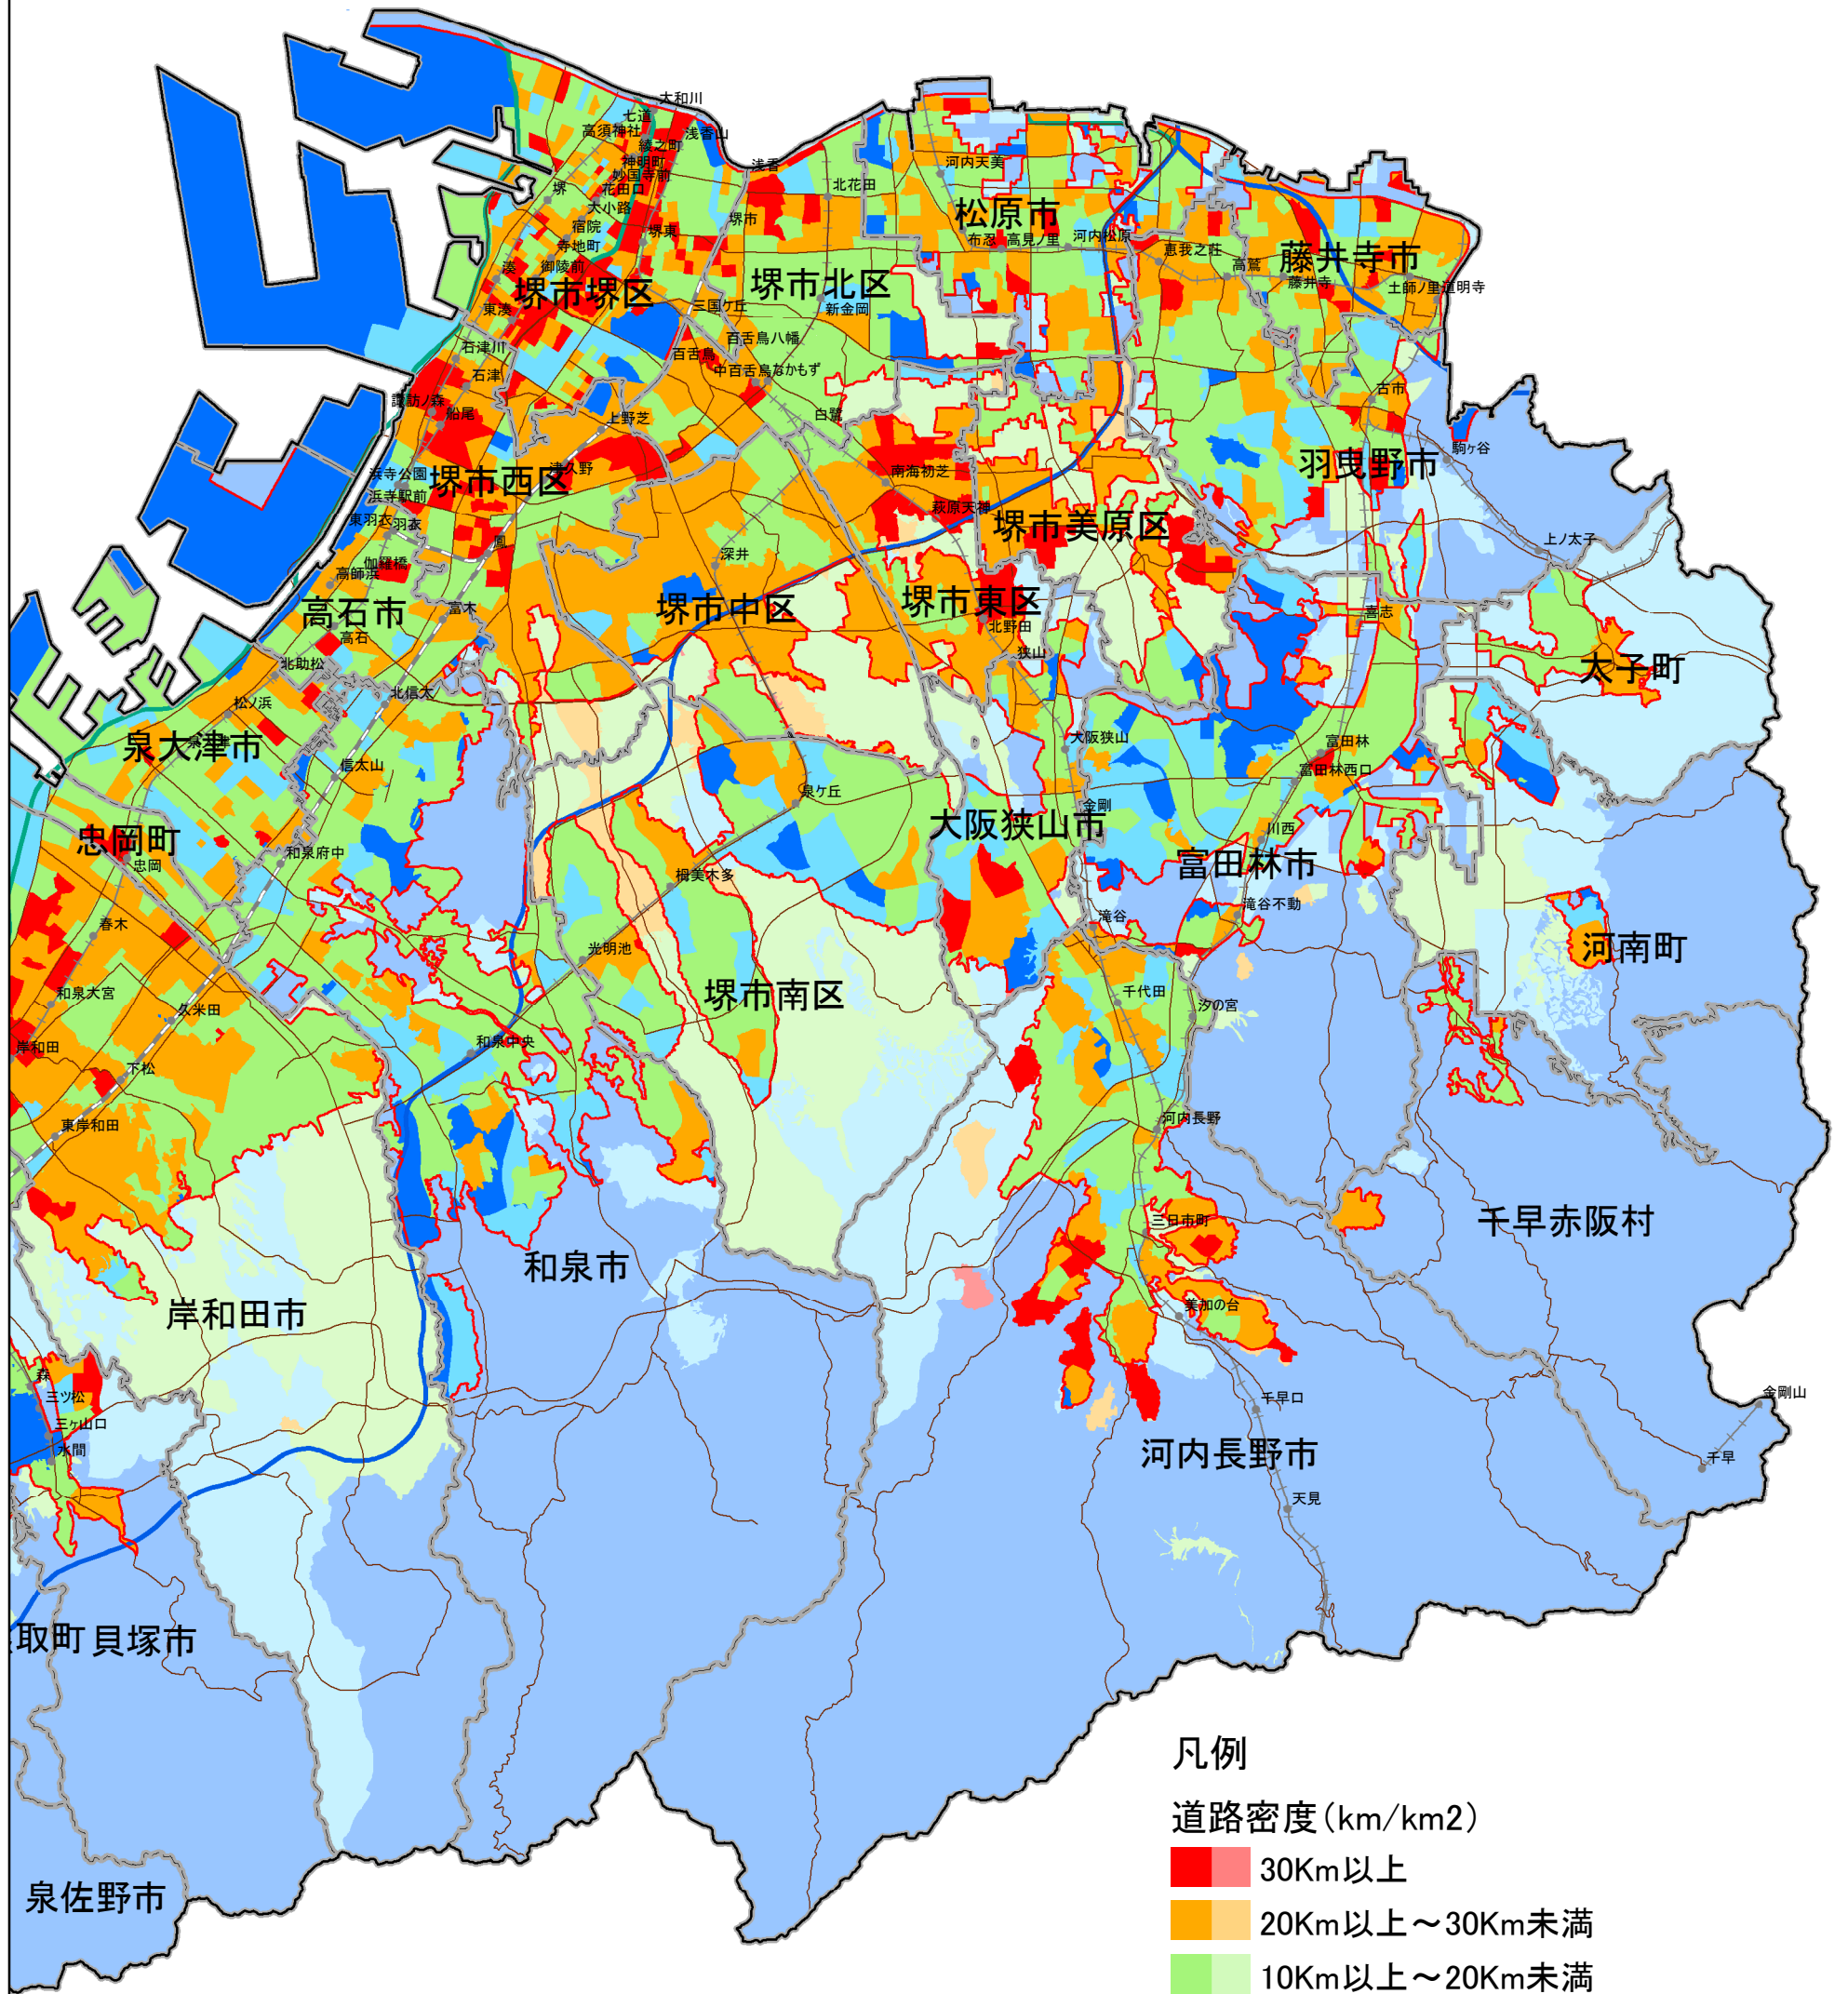 大和川
七道
高須神社
浅香山
綾之町
神明町
妙国寺前
花田口
堺
大小路
宿院
寺地町
堺東
御陵前
湊
堺市堺区
東湊
浅香
堺市
北花田
堺市北区
新金岡
三国ケ丘
百舌鳥八幡
百舌鳥
中百舌鳥
なかもず
白鷺
河内天美
松原市
布忍
高見ノ里
河内松原
恵我之荘
高鷲
藤井寺市
藤井寺
土師ノ里
道明寺
古市
駒ヶ谷
羽曳野市
上ノ太子
石津川
石津
諏訪ノ森
船尾
上野芝
津久野
浜寺公園
堺市西区
浜寺駅前
東羽衣
羽衣
鳳
伽羅橋
高師浜
高石市
高石
富木
南海初芝
萩原天神
堺市美原区
深井
堺市中区
堺市東区
北野田
狭山
喜志
太子町
北助松
松ノ浜
北信太
泉大津市
信太山
大阪狭山
富田林
富田林西口
泉ケ丘
金剛
大阪狭山市
川西
富田林市
忠岡町
忠岡
和泉府中
栂美木多
滝谷
滝谷不動
春木
光明池
河南町
堺市南区
和泉大宮
久米田
千代田
汐の宮
岸和田
和泉中央
下松
東岸和田
河内長野
三日市町
千早赤阪村
和泉市
岸和田市
美加の台
森
三ツ松
三ヶ山口
水間
千早口
金剛山
河内長野市
千早
天見
取町
貝塚市
泉佐野市
凡例
道路密度(km/km2)
30Km以上
20Km以上～30Km未満
10Km以上～20Km未満